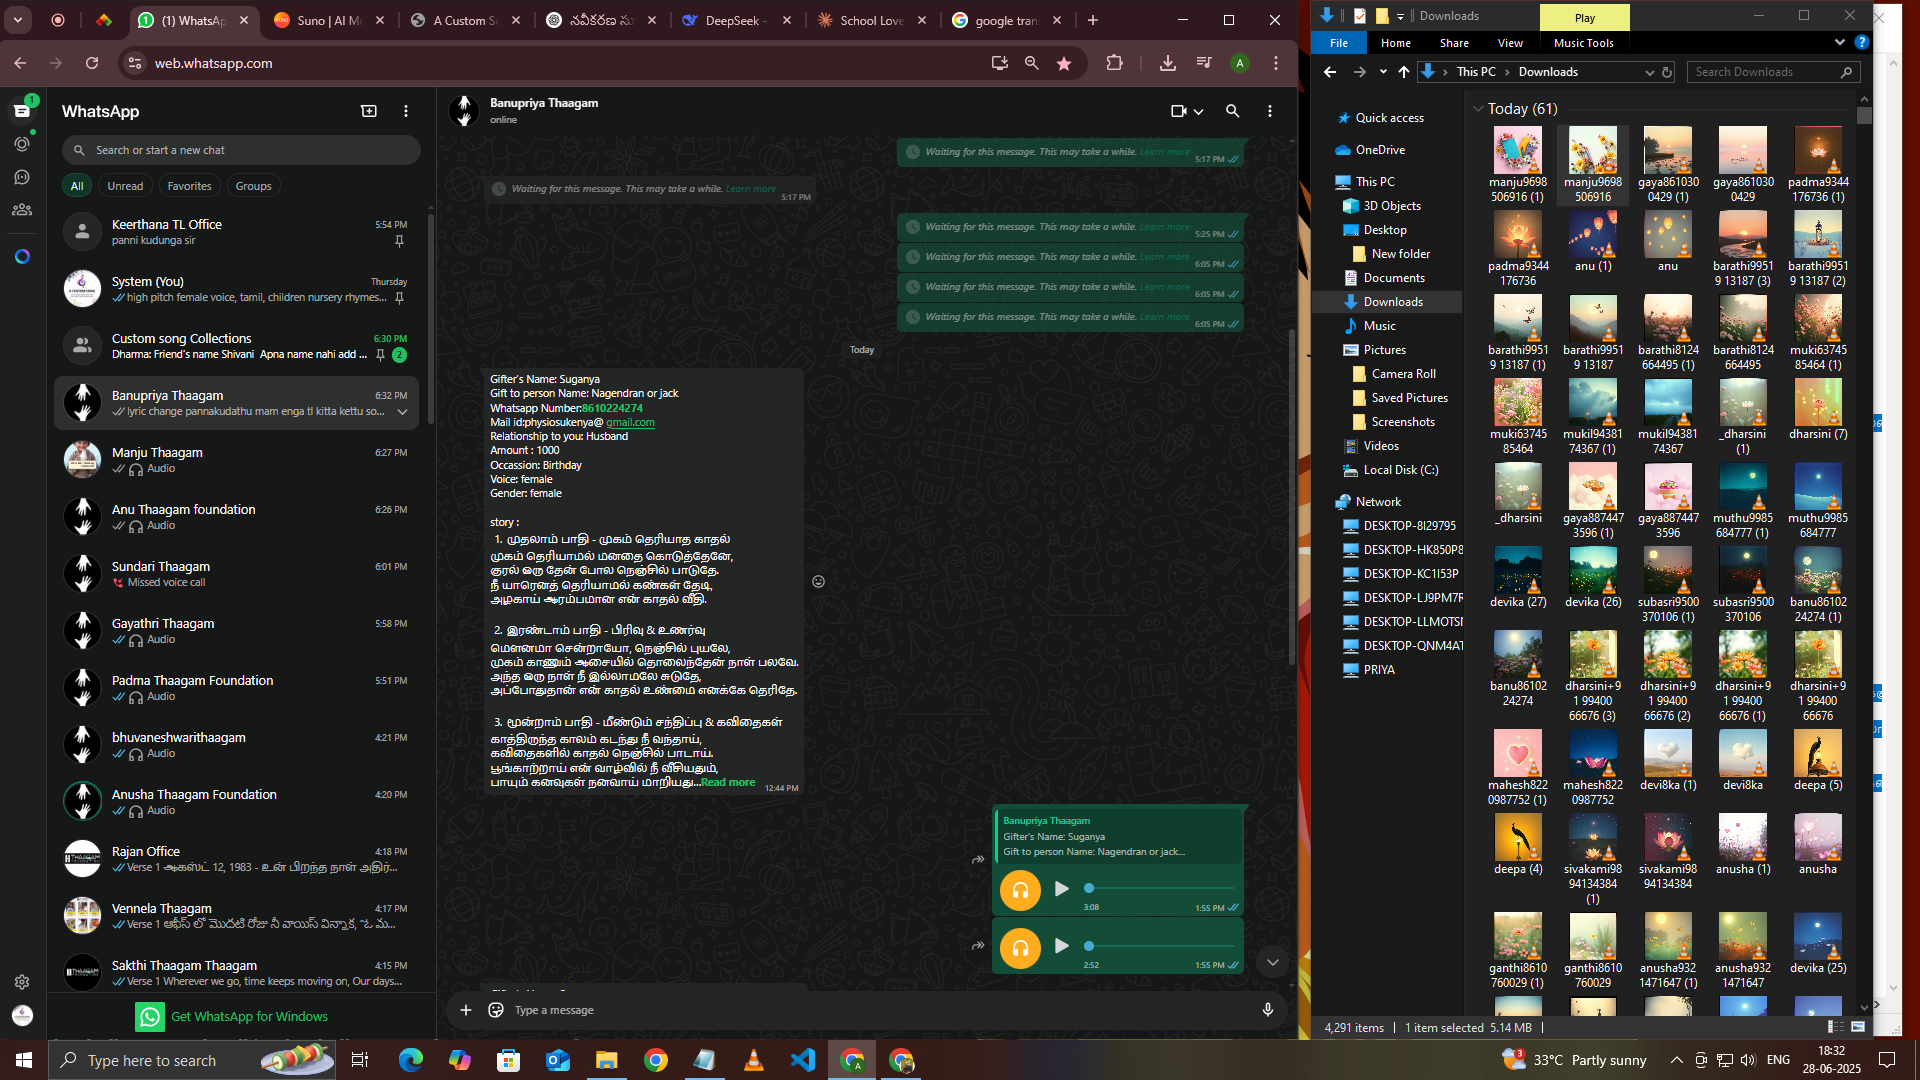 (1) WhatsApp
Suno | AI Mu
A Custom So
నవీకరణ సు
DeepSeek -
School Love
google trans
web.whatsapp.com
WhatsApp
Search or start a new chat
All Unread Favorites Groups
Keerthana TL Office 5:54 PM
panni kudunga sir
System (You) Thursday
high pitch female voice, tamil, children nursery rhymes...
Custom song Collections 6:30 PM
Dharma: Friend's name Shivani Apna name nahi add ... 2
Banupriya Thaagam 6:32 PM
lyric change pannakudathu mam enga tl kitta kettu so...
Manju Thaagam 6:27 PM
Audio
Anu Thaagam foundation 6:26 PM
Audio
Sundari Thaagam 6:01 PM
Missed voice call
Gayathri Thaagam 5:58 PM
Audio
Padma Thaagam Foundation 5:51 PM
Audio
bhuvaneshwarithaagam 4:21 PM
Audio
Anusha Thaagam Foundation 4:20 PM
Audio
Rajan Office 4:18 PM
Verse 1 ஆகஸ்ட் 12, 1983 - உன் பிறந்த நாள் அதிர்...
Vennela Thaagam 4:17 PM
Verse 1 ఆఫీస్ లో మొదటి రోజు నీ వాయిస్ విన్నాక, "ఓ మ...
Sakthi Thaagam Thaagam 4:15 PM
Verse 1 Wherever we go, time keeps moving on, Our days...
Get WhatsApp for Windows
Banupriya Thaagam
online
Waiting for this message. This may take a while. Learn more 5:17 PM
Waiting for this message. This may take a while. Learn more 5:17 PM
Waiting for this message. This may take a while. Learn more 5:25 PM
Waiting for this message. This may take a while. Learn more 6:05 PM
Waiting for this message. This may take a while. Learn more 6:05 PM
Waiting for this message. This may take a while. Learn more 6:05 PM
Today
Gifter's Name: Suganya
Gift to person Name: Nagendran or jack
Whatsapp Number:8610224274
Mail id:physiosukenya@ gmail.com
Relationship to you: Husband
Amount : 1000
Occassion: Birthday
Voice: female
Gender: female
story :
1. முதலாம் பாதி - முகம் தெரியாத காதல்
முகம் தெரியாமல் மனதை கொடுத்தேனே,
குரல் ஒரு தேன் போல நெஞ்சில் பாடுதே.
நீ யாரெனத் தெரியாமல் கண்கள் தேடி,
அழகாய் ஆரம்பமான என் காதல் வீதி.
2. இரண்டாம் பாதி - பிரிவு & உணர்வு
மௌனமா சென்றாயோ, நெஞ்சில் புயலே,
முகம் காணும் ஆசையில் தொலைந்தேன் நாள் பலவே.
அந்த ஒரு நாள் நீ இல்லாமலே சுடுதே,
அப்போதுதான் என் காதல் உண்மை எனக்கே தெரிதே.
3. மூன்றாம் பாதி - மீண்டும் சந்திப்பு & கவிதைகள்
காத்திருந்த காலம் கடந்து நீ வந்தாய்,
கவிதைகளில் காதல் நெஞ்சில் பாடாய்.
பூங்காற்றாய் என் வாழ்வில் நீ வீசியதும்,
பாயும் கனவுகள் நனவாய் மாறியது...Read more 12:44 PM
Banupriya Thaagam
Gifter's Name: Suganya
Gift to person Name: Nagendran or jack...
3:08 1:55 PM
2:52 1:55 PM
Type a message
Downloads
Play
File Home Share View Music Tools
This PC Downloads
Search Downloads
Quick access
OneDrive
This PC
3D Objects
Desktop
New folder
Documents
Downloads
Music
Pictures
Camera Roll
Saved Pictures
Screenshots
Videos
Local Disk (C:)
Network
DESKTOP-8I29795
DESKTOP-HK850P8
DESKTOP-KC1I53P
DESKTOP-LJ9PM7R
DESKTOP-LLMOTSN
DESKTOP-QNM4AT
PRIYA
Today (61)
manju9698506916 (1) manju9698506916 gaya8610300429 (1) gaya8610300429 padma9344176736 (1)
padma9344176736 anu (1) anu barathi99519 13187 (3) barathi99519 13187 (2)
barathi99519 13187 (1) barathi99519 13187 barathi8124664495 (1) barathi8124664495 muki6374585464 (1)
muki6374585464 mukil9438174367 (1) mukil9438174367 _dharsini (1) dharsini (7)
_dharsini gaya8874473596 (1) gaya8874473596 muthu9985684777 (1) muthu9985684777
devika (27) devika (26) subasri9500370106 (1) subasri9500370106 banu8610224274 (1)
banu8610224274 dharsini+91 99400 66676 (3) dharsini+91 99400 66676 (2) dharsini+91 99400 66676 (1) dharsini+91 99400 66676
mahesh8220987752 (1) mahesh8220987752 devi8ka (1) devi8ka deepa (5)
deepa (4) sivakami9894134384 (1) sivakami9894134384 anusha (1) anusha
ganthi8610760029 (1) ganthi8610760029 anusha9321471647 (1) anusha9321471647 devika (25)
4,291 items 1 item selected 5.14 MB
Type here to search
33°C Partly sunny
ENG
18:32
28-06-2025